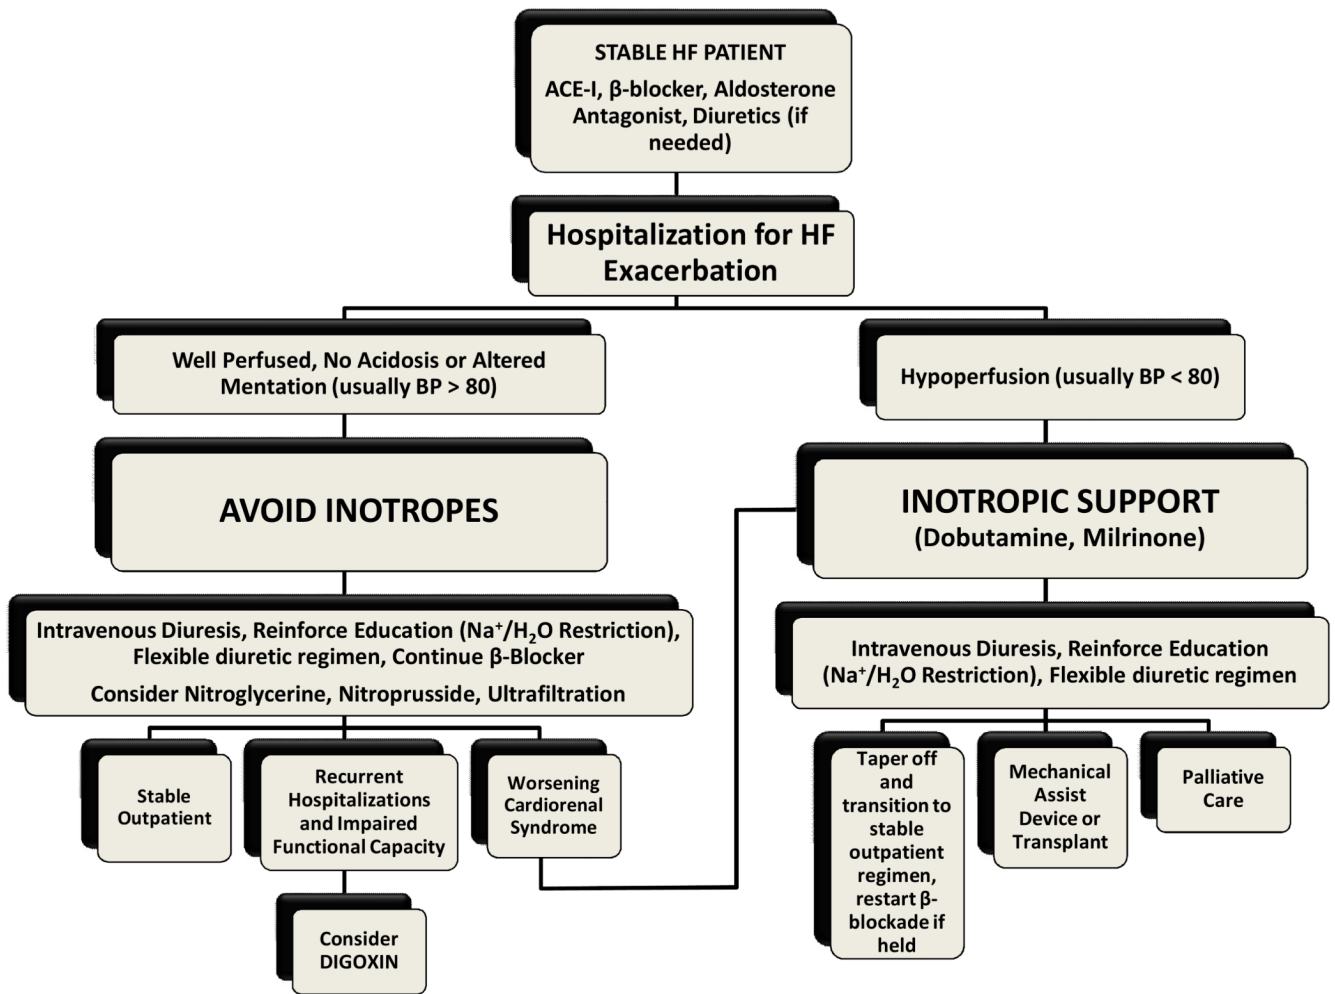 STABLE HF PATIENT
ACE-I, β-blocker, Aldosterone
Antagonist, Diuretics (if
needed)
Hospitalization for HF
Exacerbation
Well Perfused, No Acidosis or Altered
Mentation (usually BP > 80)
Hypoperfusion (usually BP < 80)
AVOID INOTROPES
INOTROPIC SUPPORT
(Dobutamine, Milrinone)
Intravenous Diuresis, Reinforce Education (Na⁺/H₂O Restriction),
Flexible diuretic regimen, Continue β-Blocker
Consider Nitroglycerine, Nitroprusside, Ultrafiltration
Intravenous Diuresis, Reinforce Education
(Na⁺/H₂O Restriction), Flexible diuretic regimen
Stable
Outpatient
Recurrent
Hospitalizations
and Impaired
Functional Capacity
Worsening
Cardiorenal
Syndrome
Taper off
and
transition to
stable
outpatient
regimen,
restart β-
blockade if
held
Mechanical
Assist
Device or
Transplant
Palliative
Care
Consider
DIGOXIN